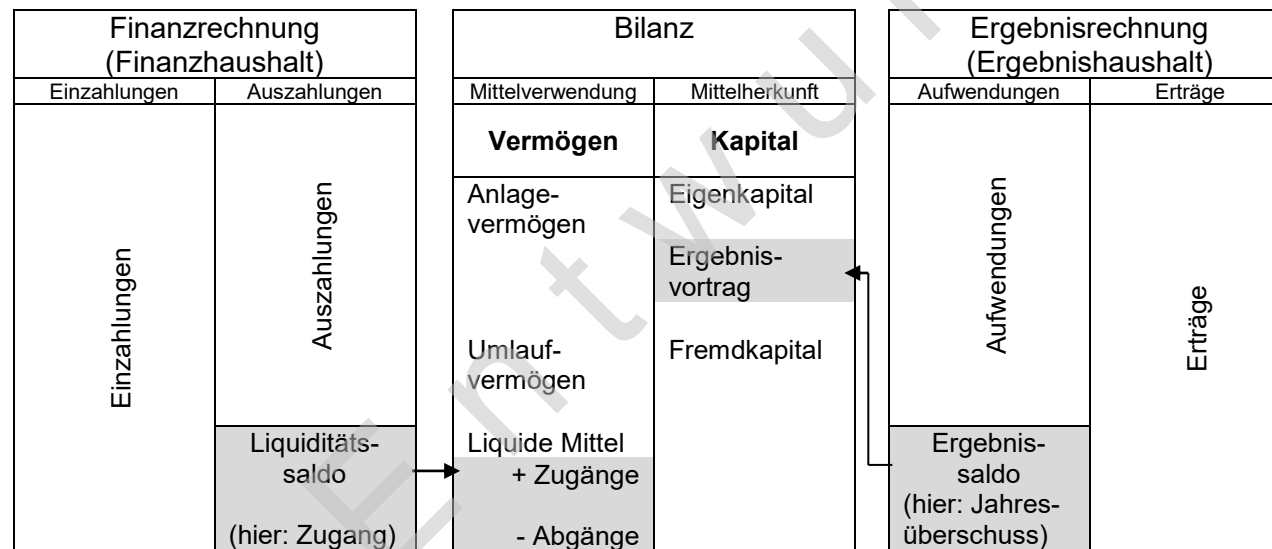 Finanzrechnung
(Finanzhaushalt)
Einzahlungen
Auszahlungen
Einzahlungen
Auszahlungen
Liquiditäts-
saldo
(hier: Zugang)
Bilanz
Mittelverwendung
Mittelherkunft
Vermögen
Kapital
Anlage-
vermögen
Umlauf-
vermögen
Liquide Mittel
+ Zugänge
- Abgänge
Eigenkapital
Ergebnis-
vortrag
Fremdkapital
Ergebnisrechnung
(Ergebnishaushalt)
Aufwendungen
Erträge
Aufwendungen
Ergebnis-
saldo
(hier: Jahres-
überschuss)
Erträge
Entwur